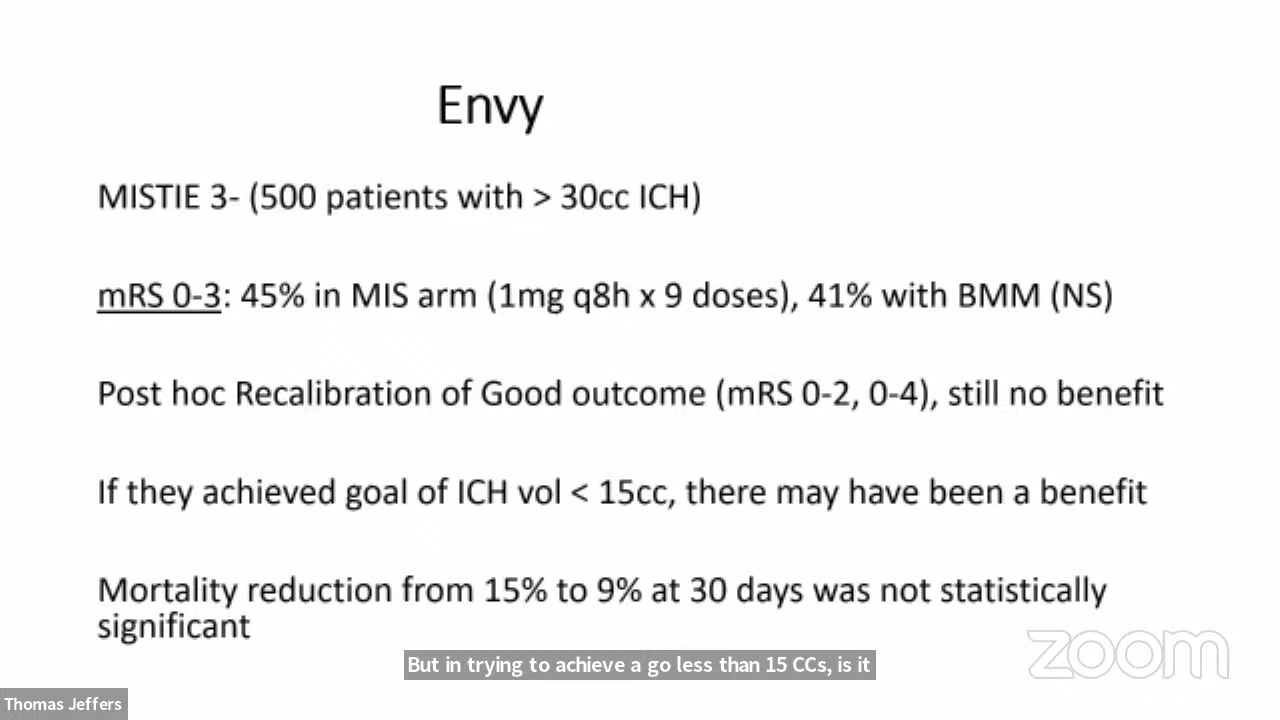 Envy
MISTIE 3- (500 patients with > 30cc ICH)
mRS 0-3: 45% in MIS arm (1mg q8h x 9 doses), 41% with BMM (NS)
Post hoc Recalibration of Good outcome (mRS 0-2, 0-4), still no benefit
If they achieved goal of ICH vol < 15cc, there may have been a benefit
Mortality reduction from 15% to 9% at 30 days was not statistically
significant
zoom
But in trying to achieve a go less than 15 CCs, is it
Thomas Jeffers